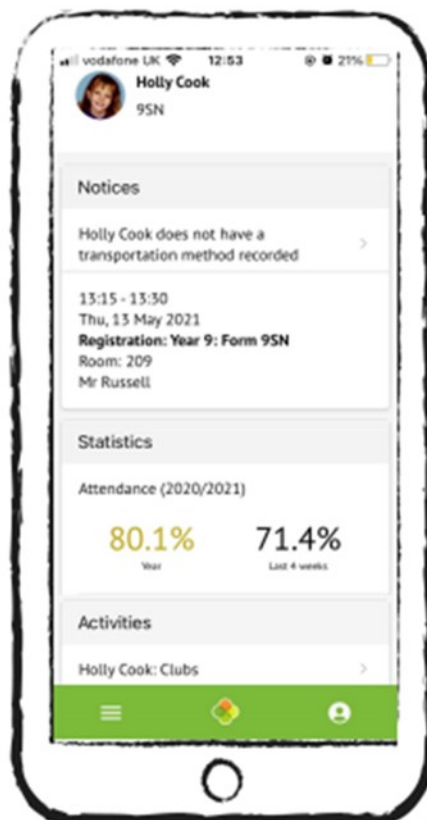 vodafone UK 12:53 21%
Holly Cook
9SN
Notices
Holly Cook does not have a
transportation method recorded
13:15 - 13:30
Thu, 13 May 2021
Registration: Year 9: Form 9SN
Room: 209
Mr Russell
Statistics
Attendance (2020/2021)
80.1% 71.4%
Year Last 4 weeks
Activities
Holly Cook: Clubs